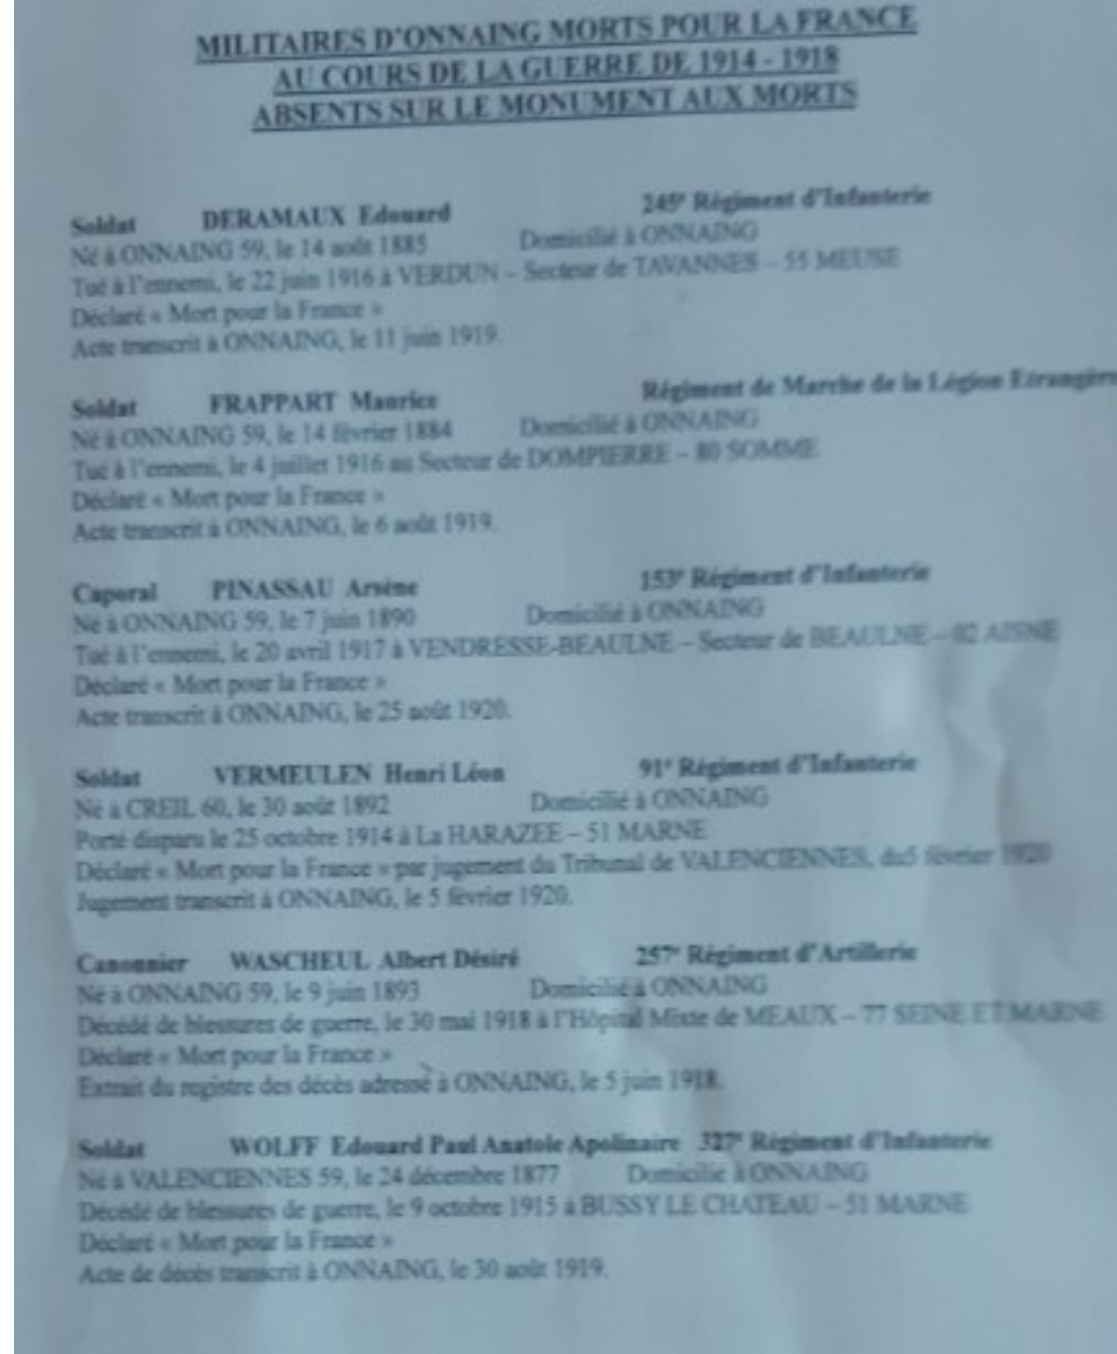 MILITAIRES D'ONNAING MORTS POUR LA FRANCE
AU COURS DE LA GUERRE DE 1914 - 1918
ABSENTS SUR LE MONUMENT AUX MORTS
Soldat DERAMAUX Edouard 245e Régiment d'Infanterie
Né à ONNAING 59, le 14 août 1885 Domicilié à ONNAING
Tué à l'ennemi, le 22 juin 1916 à VERDUN – Secteur de TAVANNES – 55 MEUSE
Déclaré « Mort pour la France »
Acte transcrit à ONNAING, le 11 juin 1919.
Soldat FRAPPART Maurice Régiment de Marche de la Légion Etrangère
Né à ONNAING 59, le 14 février 1884 Domicilié à ONNAING
Tué à l'ennemi, le 4 juillet 1916 au Secteur de DOMPIERRE – 80 SOMME
Déclaré « Mort pour la France »
Acte transcrit à ONNAING, le 6 août 1919.
Caporal PINASSAU Arsène 153e Régiment d'Infanterie
Né à ONNAING 59, le 7 juin 1890 Domicilié à ONNAING
Tué à l'ennemi, le 20 avril 1917 à VENDRESSE-BEAULNE – Secteur de BEAULNE – 02 AISNE
Déclaré « Mort pour la France »
Acte transcrit à ONNAING, le 25 août 1920.
Soldat VERMEULEN Henri Léon 91e Régiment d'Infanterie
Né à CREIL 60, le 30 août 1892 Domicilié à ONNAING
Porté disparu le 25 octobre 1914 à La HARAZEE – 51 MARNE
Déclaré « Mort pour la France » par jugement du Tribunal de VALENCIENNES, du5 février 1920
Jugement transcrit à ONNAING, le 5 février 1920.
Canonnier WASCHEUL Albert Désiré 257e Régiment d'Artillerie
Né à ONNAING 59, le 9 juin 1893 Domicilié à ONNAING
Décédé de blessures de guerre, le 30 mai 1918 à l'Hôpital Mixte de MEAUX – 77 SEINE ET MARNE
Déclaré « Mort pour la France »
Extrait du registre des décès adressé à ONNAING, le 5 juin 1918.
Soldat WOLFF Edouard Paul Anatole Apolinaire 327e Régiment d'Infanterie
Né à VALENCIENNES 59, le 24 décembre 1877 Domicilié à ONNAING
Décédé de blessures de guerre, le 9 octobre 1915 à BUSSY LE CHATEAU – 51 MARNE
Déclaré « Mort pour la France »
Acte de décès transcrit à ONNAING, le 30 août 1919.